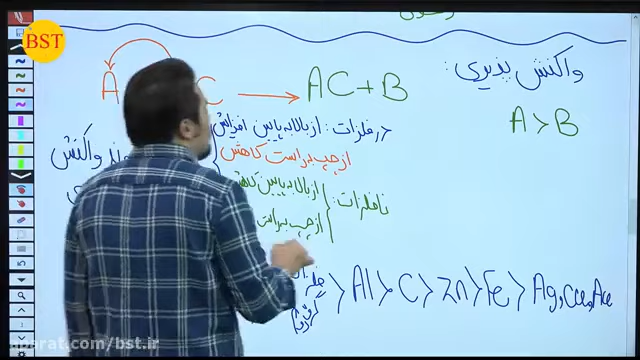 BST
واکنش پذیری:
A C → AC + B
A > B
در فلزات: از بالا به پایین افزایش
از چپ به راست کاهش
واکنش
نافلزات: از بالا به پایین کاهش
از چپ به راست
> Al > C > Zn > Fe > Ag, Cu, Au
aparat.com/bst.ir